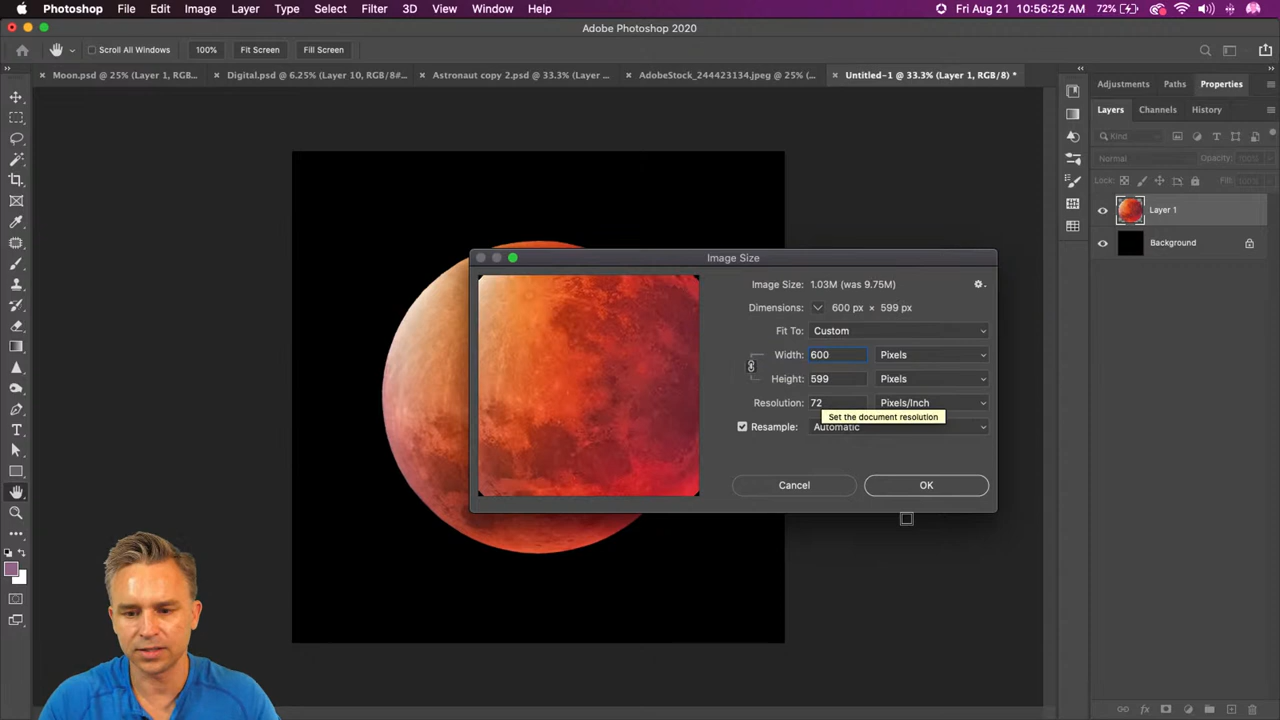 Photoshop File Edit Image Layer Type Select Filter 3D View Window Help 72% Fri Aug 21 10:56:25 AM
Adobe Photoshop 2020
Scroll All Windows 100% Fit Screen Fill Screen
Moon.psd @ 25% (Layer 1, RGB... Digital.psd @ 6.25% (Layer 10, RGB/8#... Astronaut copy 2.psd @ 33.3% (Layer ... AdobeStock_244423134.jpeg @ 25% (... Untitled-1 @ 33.3% (Layer 1, RGB/8) *
Adjustments Paths Properties
Layers Channels History
Kind
Normal Opacity: 100%
Lock: Fill: 100%
Layer 1
Background
Image Size
Image Size: 1.03M (was 9.75M)
Dimensions: 600 px × 599 px
Fit To: Custom
Width: 600 Pixels
Height: 599 Pixels
Resolution: 72 Pixels/Inch
Set the document resolution
Resample: Automatic
Cancel OK